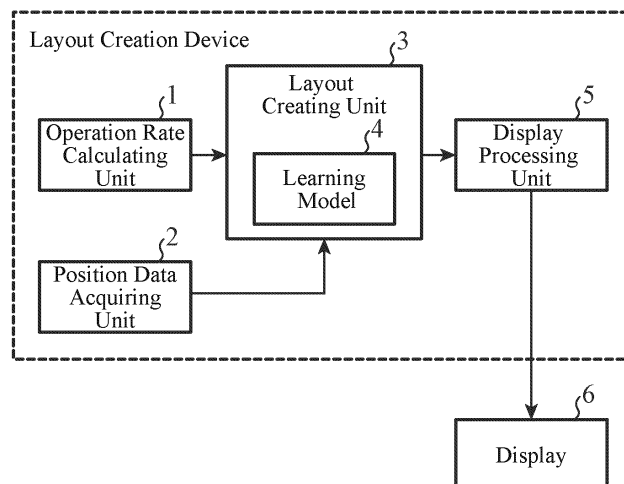 Layout Creation Device
1
Operation Rate
Calculating
Unit
2
Position Data
Acquiring
Unit
3
Layout
Creating Unit
4
Learning
Model
5
Display
Processing
Unit
6
Display